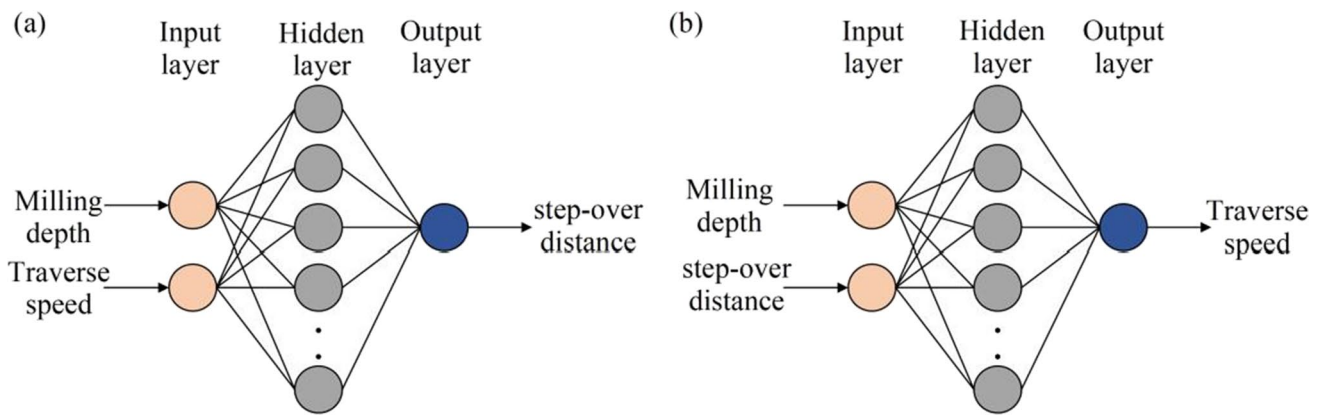 (a)
Input
layer
Hidden
layer
Output
layer
Milling
depth
Traverse
speed
step-over
distance
(b)
Input
layer
Hidden
layer
Output
layer
Milling
depth
step-over
distance
Traverse
speed